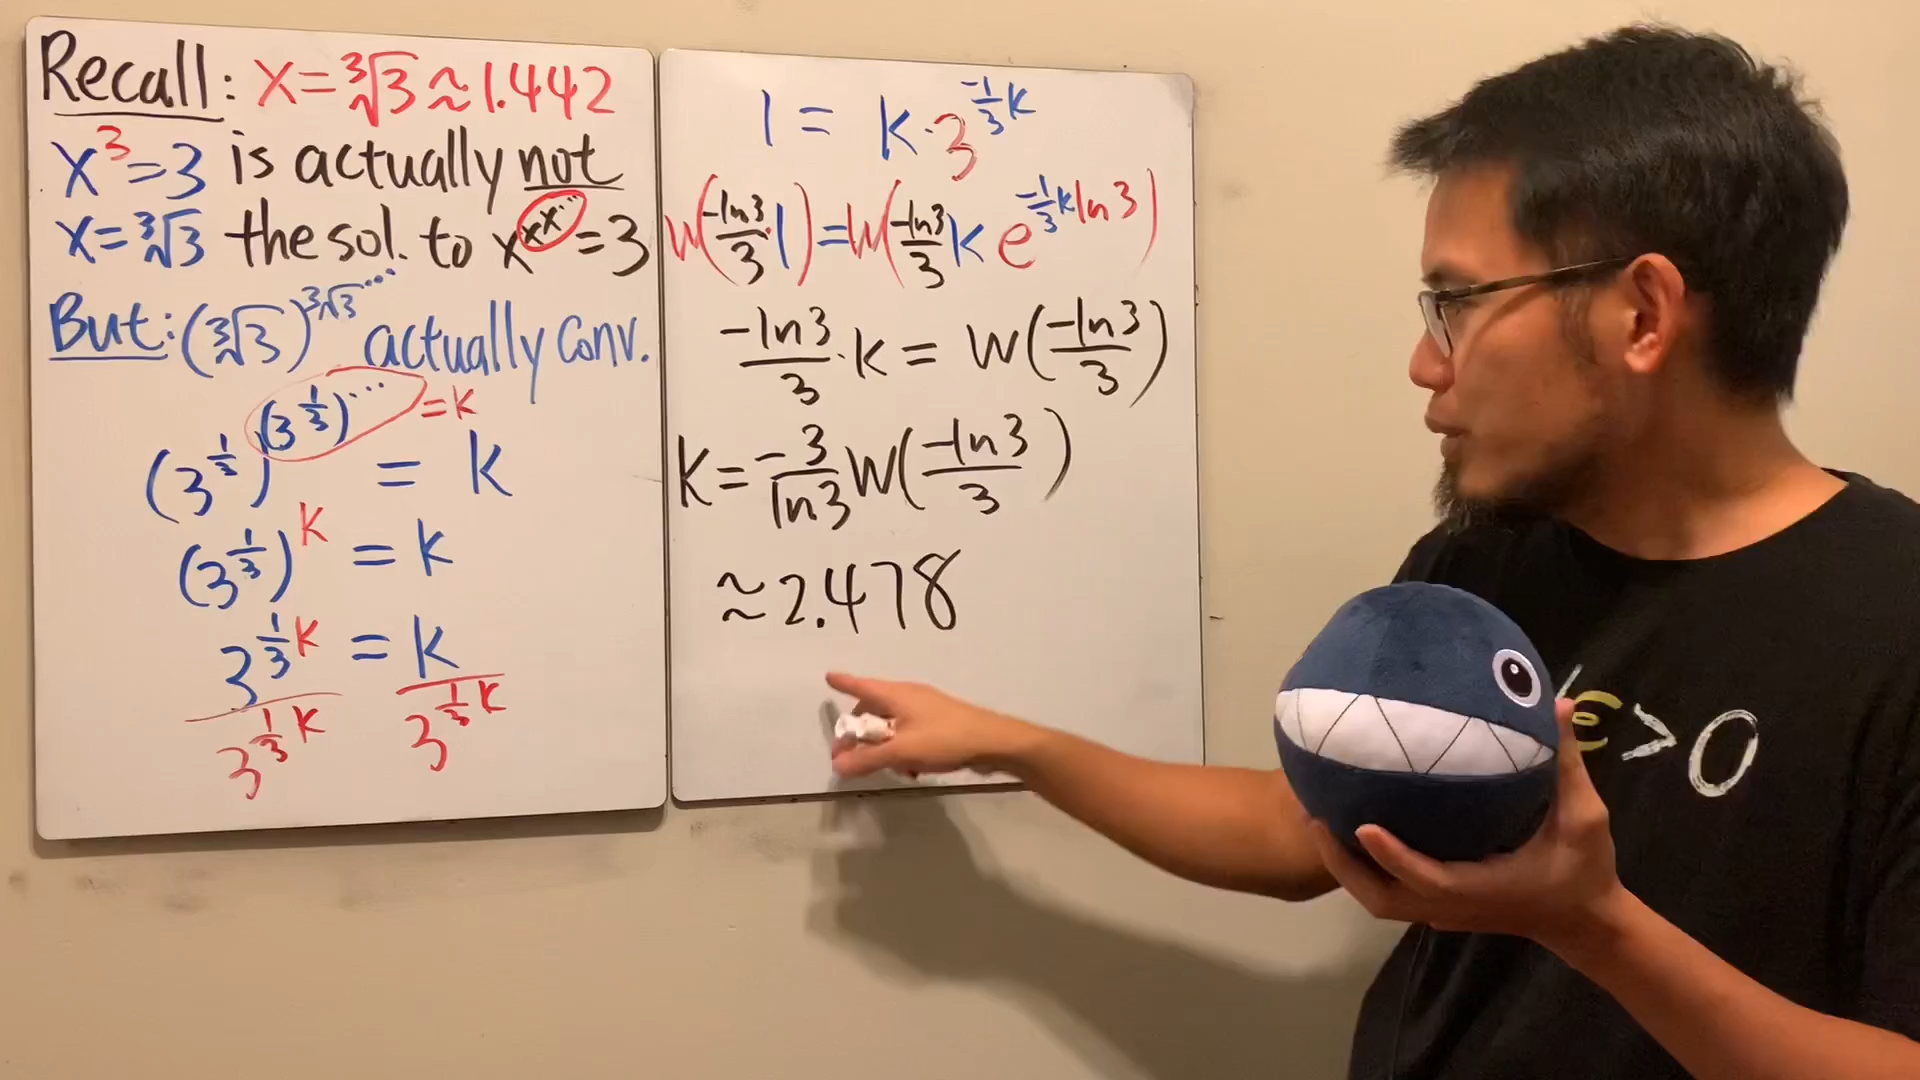 Recall: x = ∛3 ≈ 1.442
x³ = 3 is actually not
x = ∛3 the sol. to x^x^x^⋯ = 3
But: (∛3)^∛3^⋯ actually conv.
(3^(1/3))^(3^(1/3))^⋯ = k
= k
(3^(1/3))^k = k
3^(1/3 k) = k
3^(1/3 k) 3^(1/3 k)
1 = k · 3^(-1/3 k)
W(-ln3/3 · 1) = W(-ln3/3 k e^(-1/3 k ln3))
-ln3/3 · k = W(-ln3/3)
k = -3/ln3 W(-ln3/3)
≈ 2.478
ε > 0